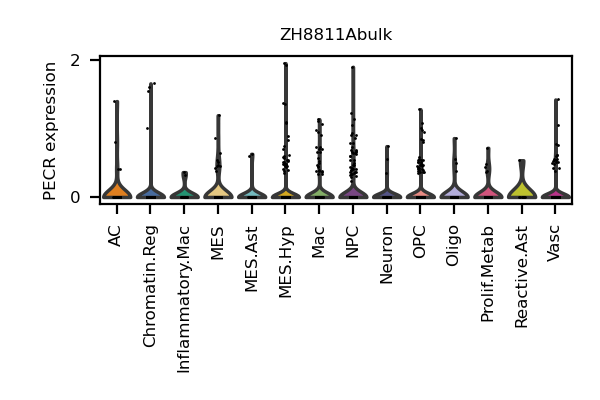 ZH8811Abulk
PECR expression
2
0
AC
Chromatin.Reg
Inflammatory.Mac
MES
MES.Ast
MES.Hyp
Mac
NPC
Neuron
OPC
Oligo
Prolif.Metab
Reactive.Ast
Vasc